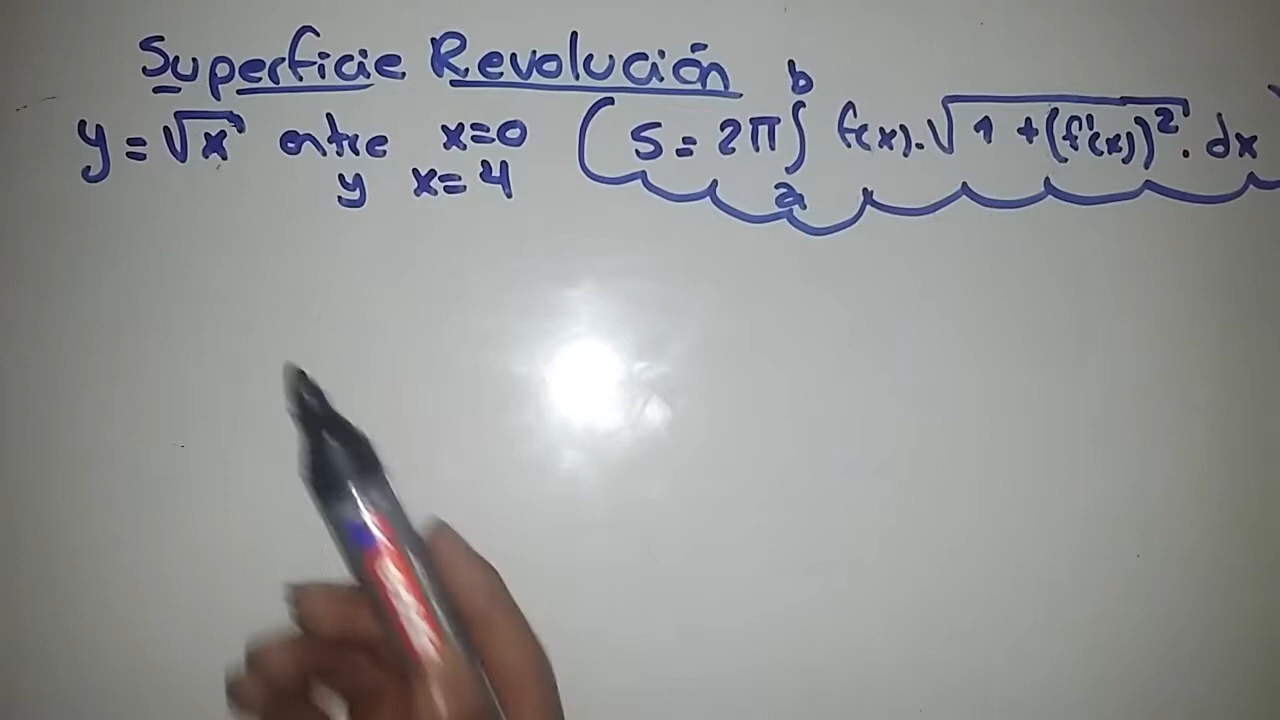 Superficie Revolución
y = √x entre x=0 (S = 2π ∫ₐᵇ f(x).√1 + (f'(x))². dx
y x=4